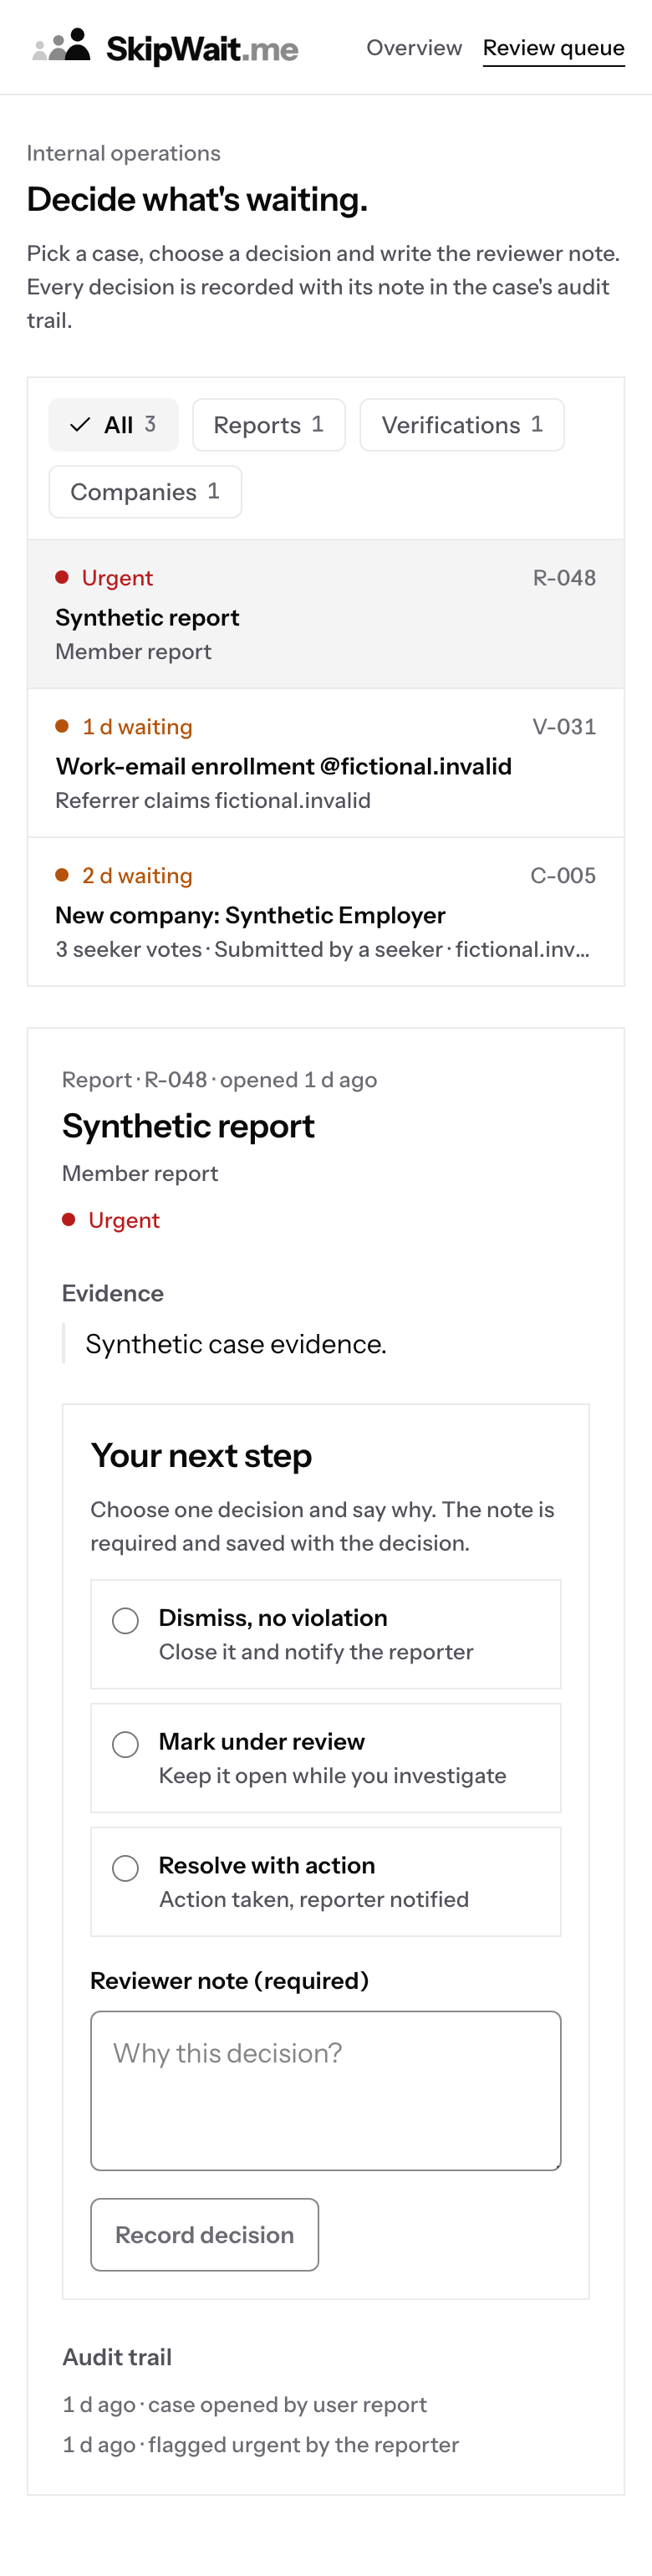 SkipWait.me
Overview
Review queue
Internal operations
Decide what's waiting.
Pick a case, choose a decision and write the reviewer note.
Every decision is recorded with its note in the case's audit
trail.
All 3
Reports 1
Verifications 1
Companies 1
Urgent
R-048
Synthetic report
Member report
1 d waiting
V-031
Work-email enrollment @fictional.invalid
Referrer claims fictional.invalid
2 d waiting
C-005
New company: Synthetic Employer
3 seeker votes · Submitted by a seeker · fictional.inv...
Report · R-048 · opened 1 d ago
Synthetic report
Member report
Urgent
Evidence
Synthetic case evidence.
Your next step
Choose one decision and say why. The note is
required and saved with the decision.
Dismiss, no violation
Close it and notify the reporter
Mark under review
Keep it open while you investigate
Resolve with action
Action taken, reporter notified
Reviewer note (required)
Why this decision?
Record decision
Audit trail
1 d ago · case opened by user report
1 d ago · flagged urgent by the reporter